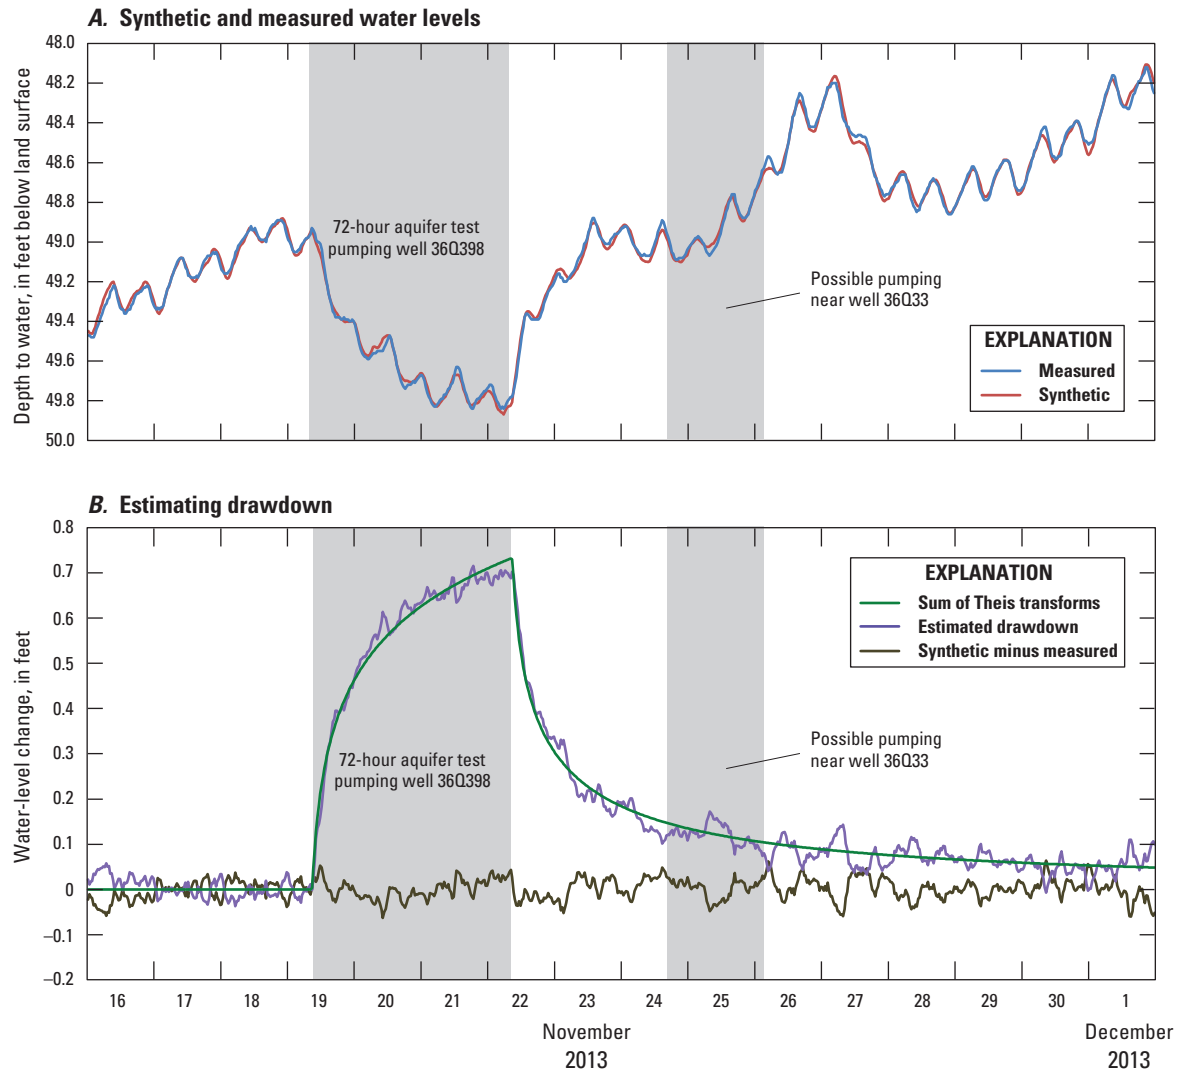 A. Synthetic and measured water levels
Depth to water, in feet below land surface
48.0
48.2
48.4
48.6
48.8
49.0
49.2
49.4
49.6
49.8
50.0
72-hour aquifer test
pumping well 36Q398
Possible pumping
near well 36Q33
EXPLANATION
Measured
Synthetic
B. Estimating drawdown
Water-level change, in feet
0.8
0.7
0.6
0.5
0.4
0.3
0.2
0.1
0
–0.1
–0.2
EXPLANATION
Sum of Theis transforms
Estimated drawdown
Synthetic minus measured
72-hour aquifer test
pumping well 36Q398
Possible pumping
near well 36Q33
16 17 18 19 20 21 22 23 24 25 26 27 28 29 30 1
November December
2013 2013